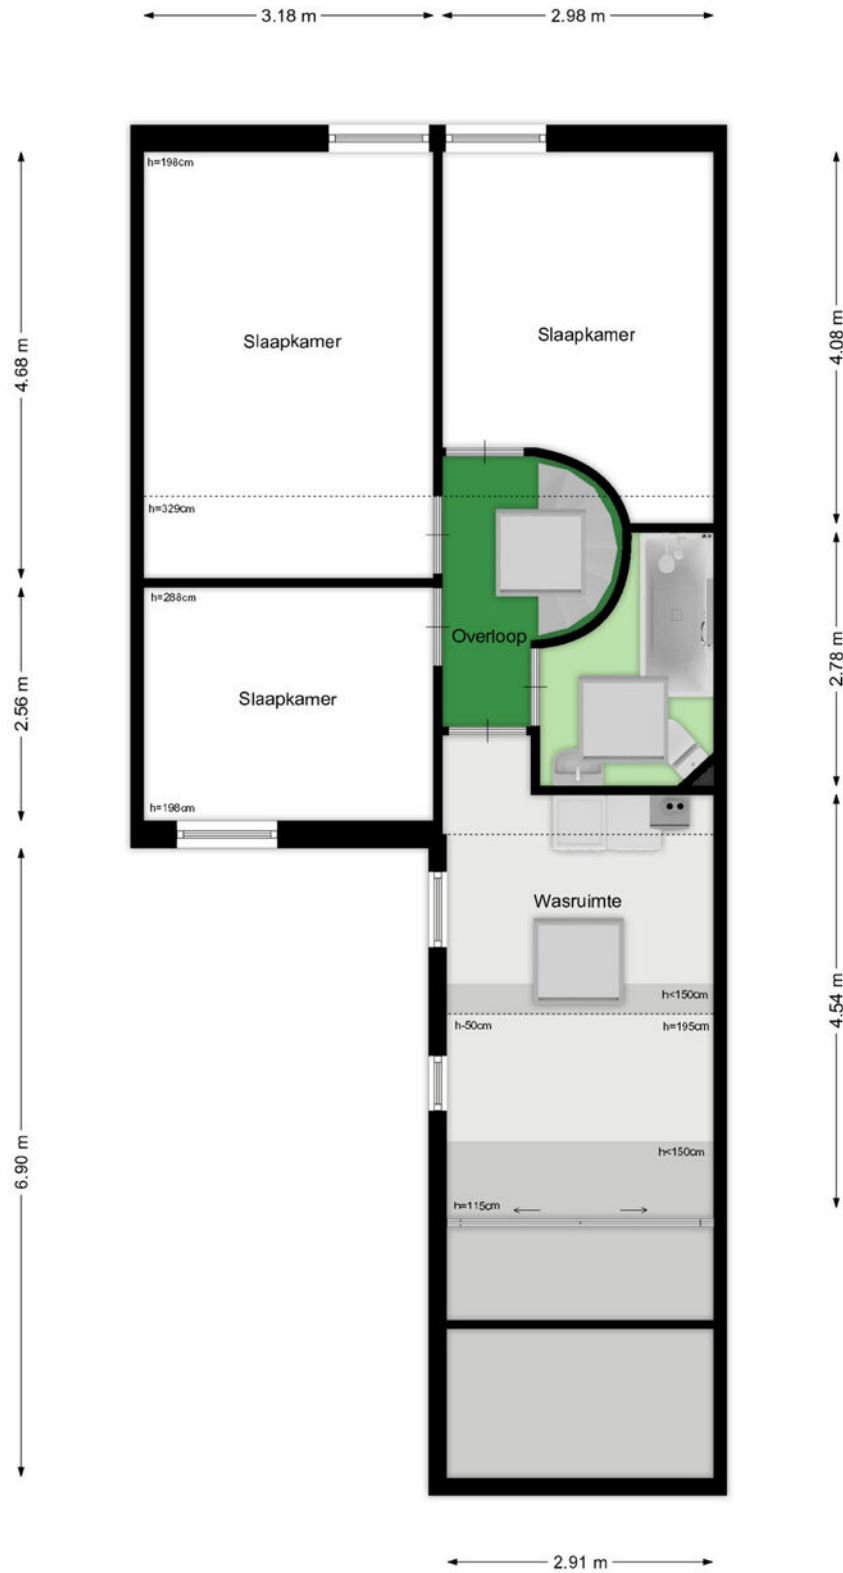 3.18 m
2.98 m
h=198cm
4.68 m
Slaapkamer
Slaapkamer
4.08 m
h=329cm
h=288cm
Overloop
2.56 m
Slaapkamer
2.78 m
h=198cm
Wasruimte
h<150cm
h-50cm
h=195cm
4.54 m
6.90 m
h<150cm
h=115cm
2.91 m